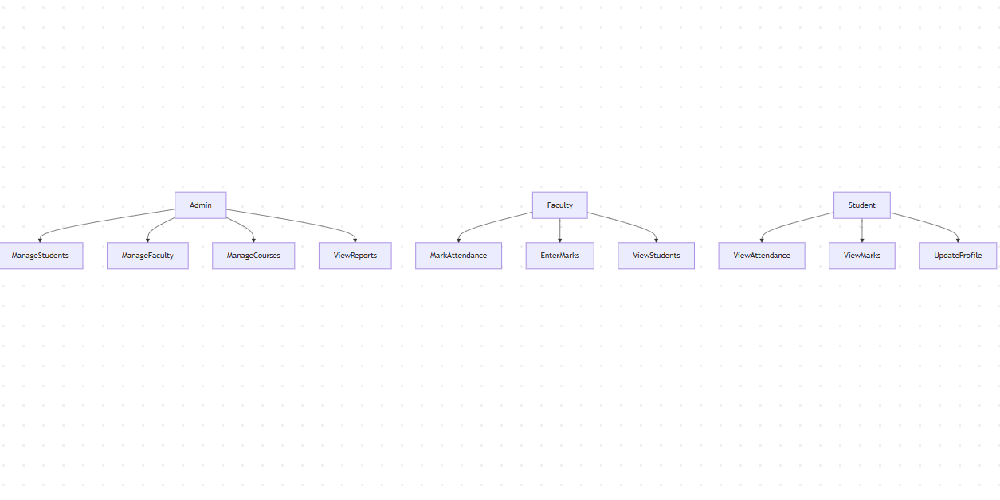 Admin
Faculty
Student
ManageStudents
ManageFaculty
ManageCourses
ViewReports
MarkAttendance
EnterMarks
ViewStudents
ViewAttendance
ViewMarks
UpdateProfile